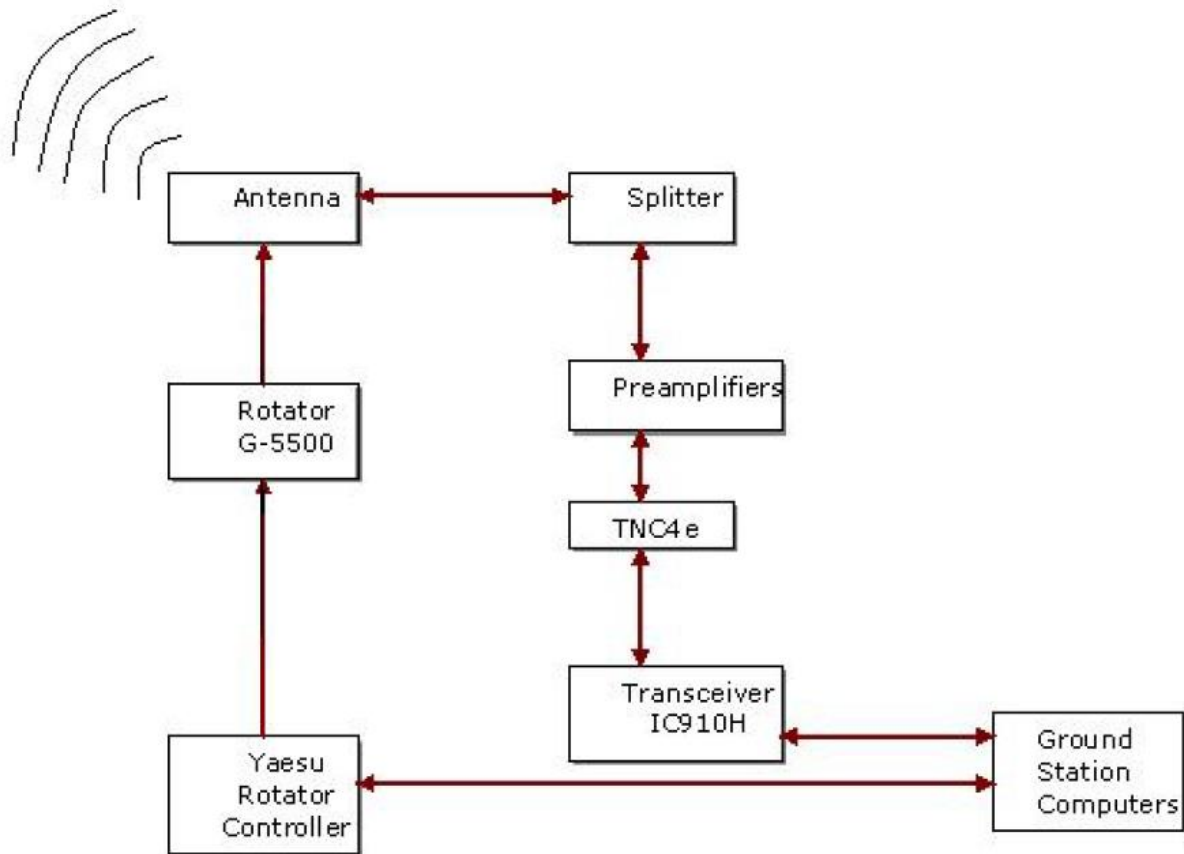 Antenna
Splitter
Preamplifiers
Rotator
G-5500
TNC4e
Transceiver
IC910H
Yaesu
Rotator
Controller
Ground
Station
Computers